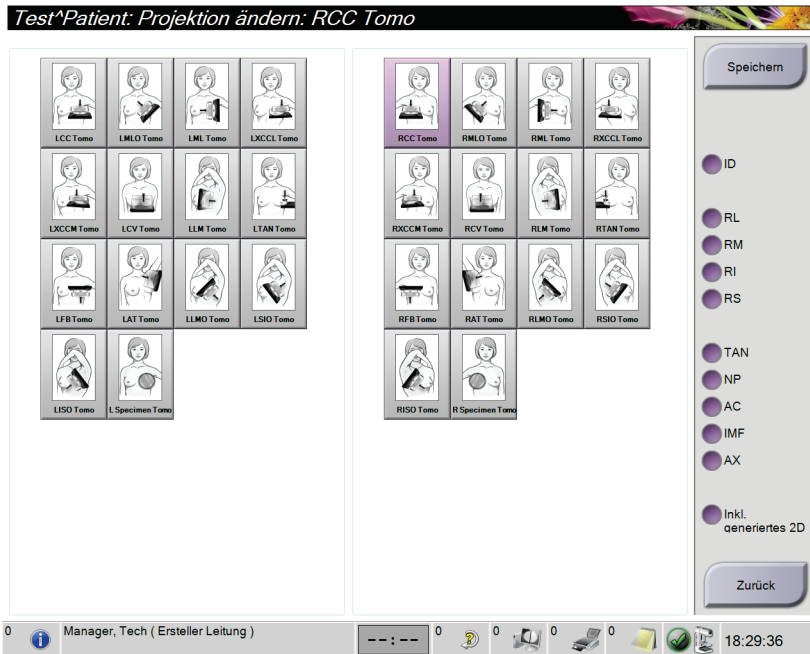 Test^Patient: Projektion ändern: RCC Tomo
LCC Tomo
LMLO Tomo
LML Tomo
LXCCL Tomo
LXCCM Tomo
LCV Tomo
LLM Tomo
LTAN Tomo
LFB Tomo
LAT Tomo
LLMO Tomo
LSIO Tomo
LISO Tomo
L Specimen Tomo
RCC Tomo
RMLO Tomo
RML Tomo
RXCCL Tomo
RXCCM Tomo
RCV Tomo
RLM Tomo
RTAN Tomo
RFB Tomo
RAT Tomo
RLMO Tomo
RSIO Tomo
RISO Tomo
R Specimen Tomo
Speichern
ID
RL
RM
RI
RS
TAN
NP
AC
IMF
AX
Inkl.
generiertes 2D
Zurück
0
Manager, Tech ( Ersteller Leitung )
--:--
0
0
0
0
18:29:36